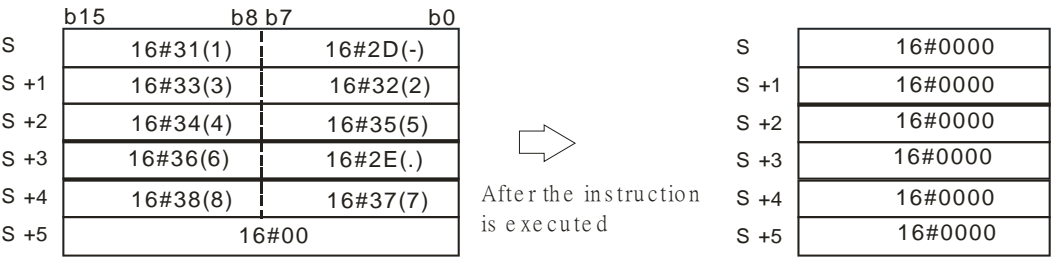 b15 b8 b7 b0
S 16#31(1) 16#2D(-) S 16#0000
S +1 16#33(3) 16#32(2) S +1 16#0000
S +2 16#34(4) 16#35(5) S +2 16#0000
S +3 16#36(6) 16#2E(.) S +3 16#0000
S +4 16#38(8) 16#37(7) After the instruction S +4 16#0000
S +5 16#00 is executed S +5 16#0000